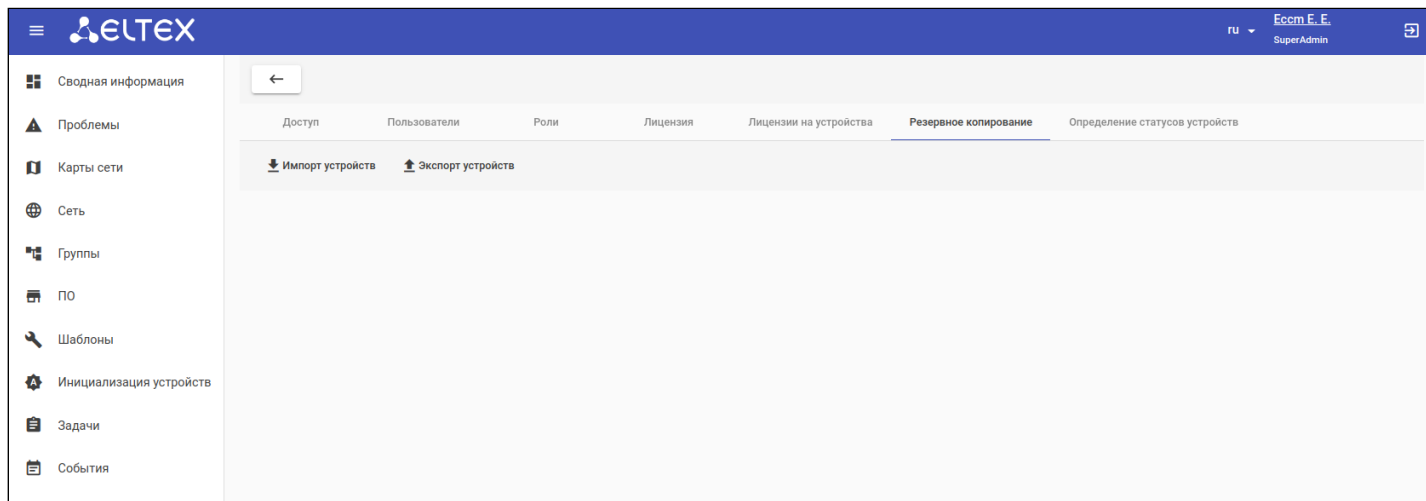 ELTEX
ru
Eccm E. E.
SuperAdmin
Сводная информация
Проблемы
Карты сети
Сеть
Группы
ПО
Шаблоны
Инициализация устройств
Задачи
События
Доступ Пользователи Роли Лицензия Лицензии на устройства Резервное копирование Определение статусов устройств
Импорт устройств Экспорт устройств